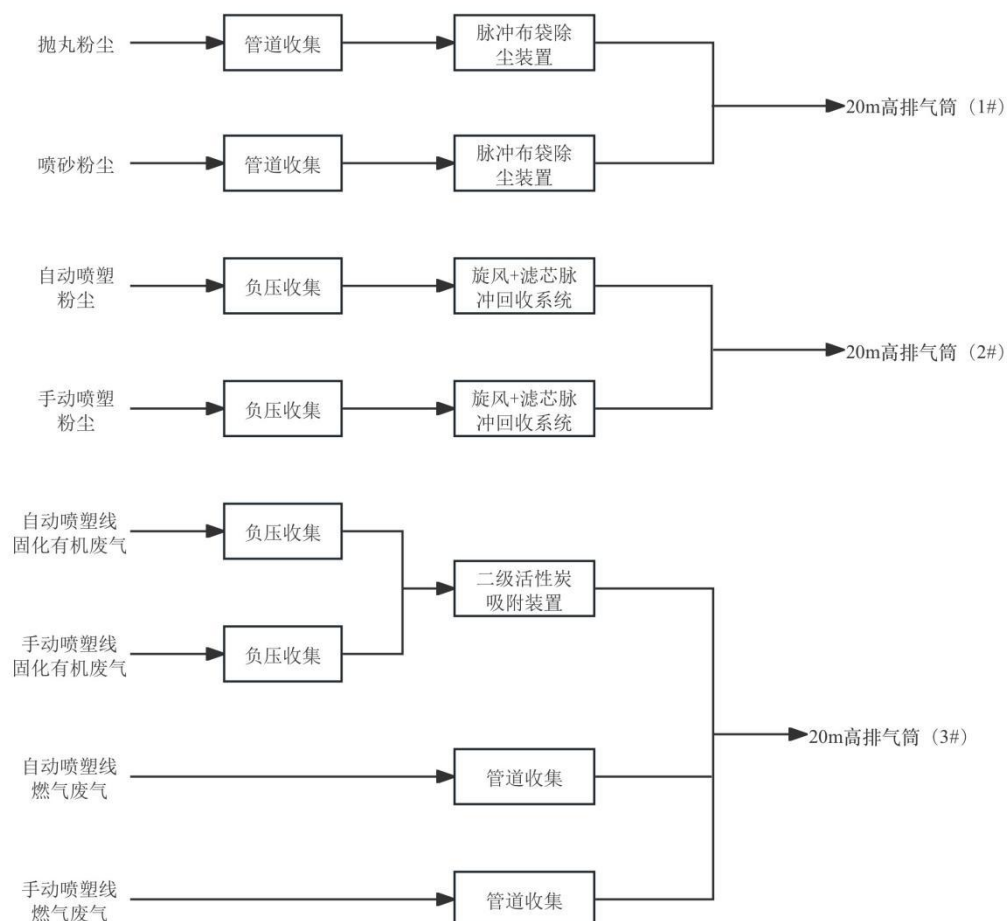 抛丸粉尘
管道收集
脉冲布袋除
尘装置
20m高排气筒（1#）
喷砂粉尘
管道收集
脉冲布袋除
尘装置
自动喷塑
粉尘
负压收集
旋风+滤芯脉
冲回收系统
20m高排气筒（2#）
手动喷塑
粉尘
负压收集
旋风+滤芯脉
冲回收系统
自动喷塑线
固化有机废气
负压收集
二级活性炭
吸附装置
手动喷塑线
固化有机废气
负压收集
20m高排气筒（3#）
自动喷塑线
燃气废气
管道收集
手动喷塑线
燃气废气
管道收集